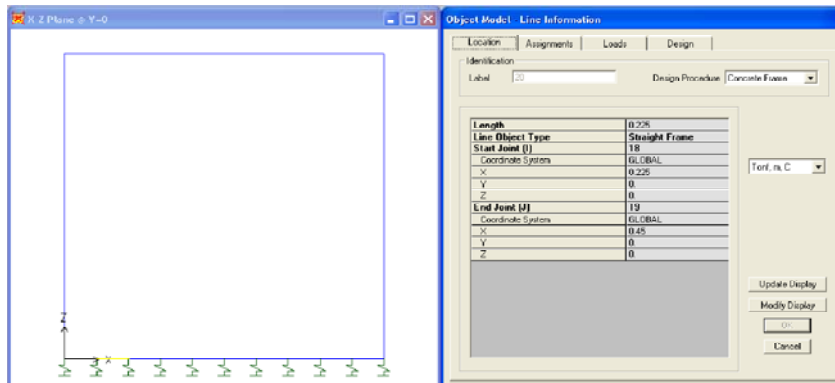 X-Z Plane @ Y=0
Z
X
Object Model - Line Information
Location Assignments Loads Design
Identification
Label 20 Design Procedure Concrete Frame
Length 0.225
Line Object Type Straight Frame
Start Joint (I) 18
Coordinate System GLOBAL
X 0.225
Y 0.
Z 0.
End Joint (J) 19
Coordinate System GLOBAL
X 0.45
Y 0.
Z 0.
Tonf, m, C
Update Display
Modify Display
OK
Cancel